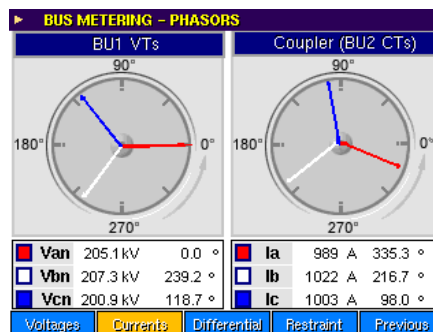 BUS METERING – PHASORS
BU1 VTs
90°
180°
0°
270°
Van 205.1 kV 0.0 °
Vbn 207.3 kV 239.2 °
Vcn 200.9 kV 118.7 °
Coupler (BU2 CTs)
90°
180°
0°
270°
Ia 989 A 335.3 °
Ib 1022 A 216.7 °
Ic 1003 A 98.0 °
Voltages Currents Differential Restraint Previous